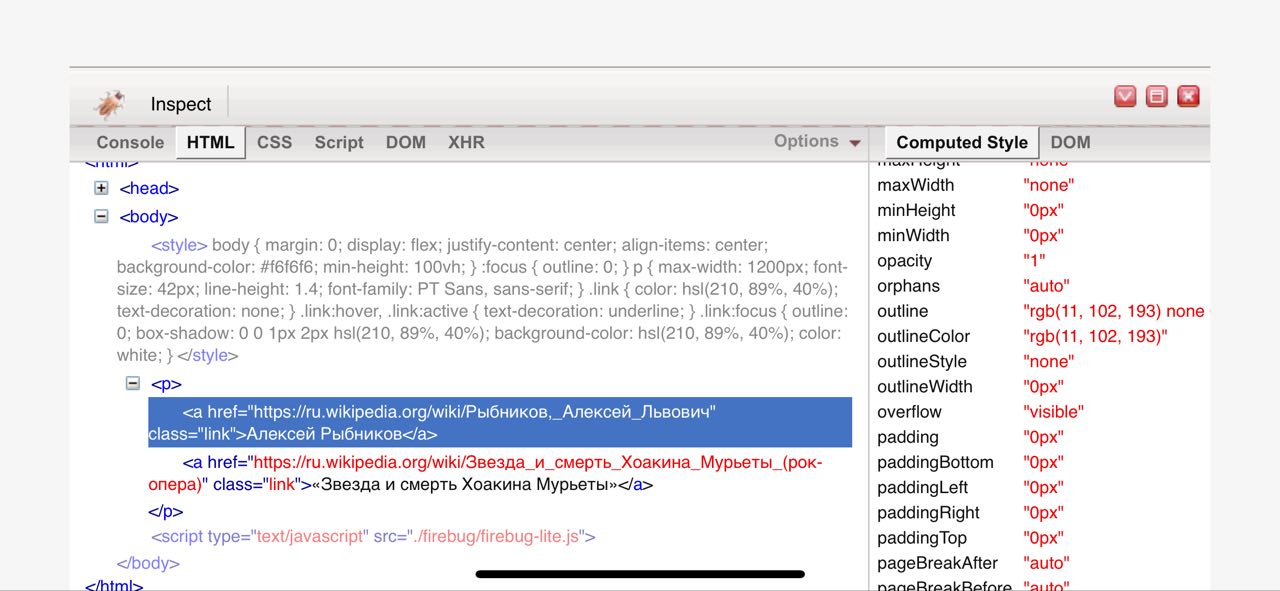 Inspect
Console HTML CSS Script DOM XHR Options
Computed Style DOM
<html>
<head>
<body>
<style> body { margin: 0; display: flex; justify-content: center; align-items: center;
background-color: #f6f6f6; min-height: 100vh; } :focus { outline: 0; } p { max-width: 1200px; font-
size: 42px; line-height: 1.4; font-family: PT Sans, sans-serif; } .link { color: hsl(210, 89%, 40%);
text-decoration: none; } .link:hover, .link:active { text-decoration: underline; } .link:focus { outline:
0; box-shadow: 0 0 1px 2px hsl(210, 89%, 40%); background-color: hsl(210, 89%, 40%); color:
white; } </style>
<p>
<a href="https://ru.wikipedia.org/wiki/Рыбников,_Алексей_Львович"
class="link">Алексей Рыбников</a>
<a href="https://ru.wikipedia.org/wiki/Звезда_и_смерть_Хоакина_Мурьеты_(рок-
опера)" class="link">«Звезда и смерть Хоакина Мурьеты»</a>
</p>
<script type="text/javascript" src="./firebug/firebug-lite.js">
</body>
</html>
maxHeight "none"
maxWidth "none"
minHeight "0px"
minWidth "0px"
opacity "1"
orphans "auto"
outline "rgb(11, 102, 193) none
outlineColor "rgb(11, 102, 193)"
outlineStyle "none"
outlineWidth "0px"
overflow "visible"
padding "0px"
paddingBottom "0px"
paddingLeft "0px"
paddingRight "0px"
paddingTop "0px"
pageBreakAfter "auto"
pageBreakBefore "auto"